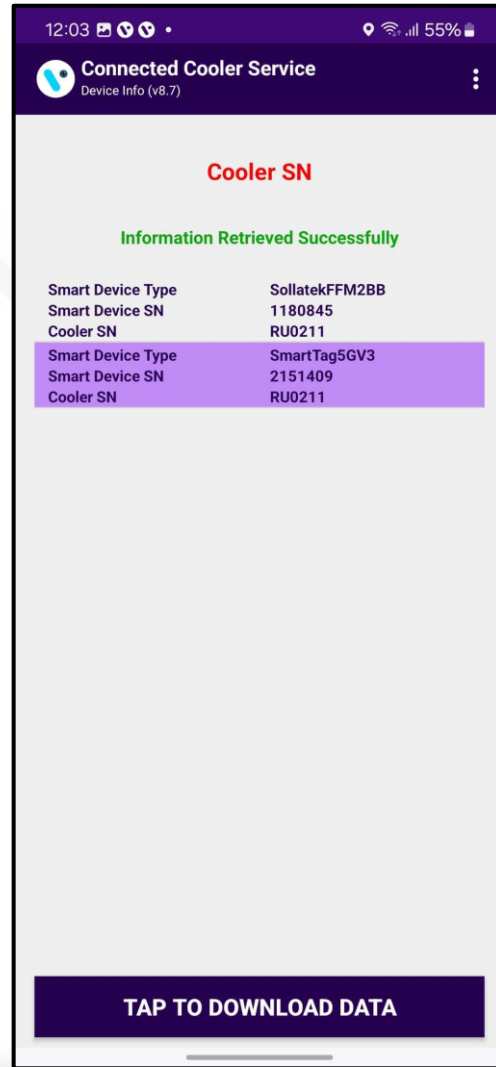 12:03 55%
Connected Cooler Service
Device Info (v8.7)
Cooler SN
Information Retrieved Successfully
Smart Device Type SollatekFFM2BB
Smart Device SN 1180845
Cooler SN RU0211
Smart Device Type SmartTag5GV3
Smart Device SN 2151409
Cooler SN RU0211
TAP TO DOWNLOAD DATA